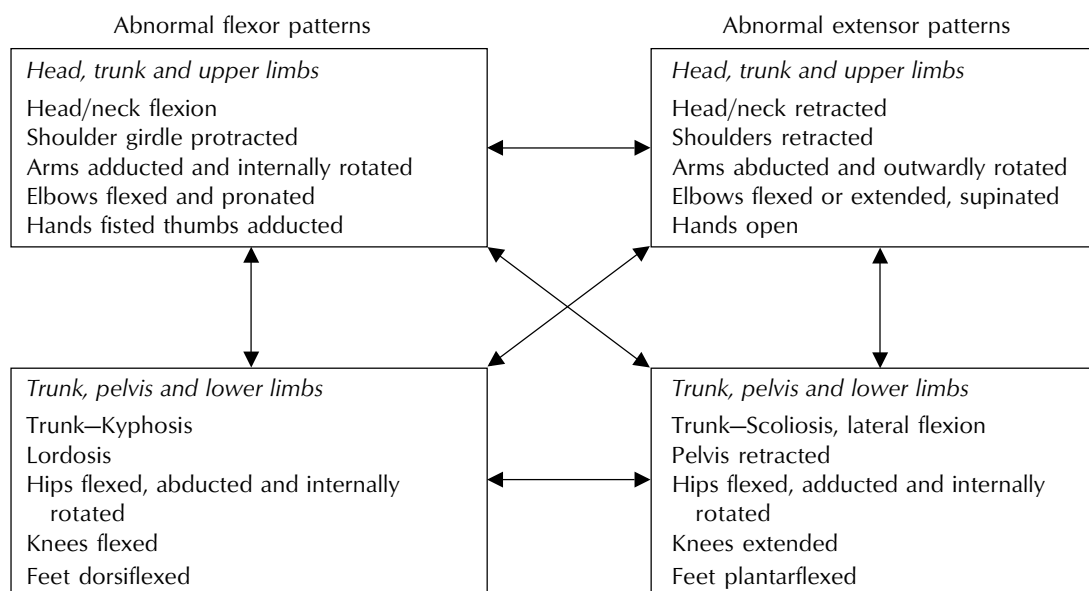 Abnormal flexor patterns
Head, trunk and upper limbs
Head/neck flexion
Shoulder girdle protracted
Arms adducted and internally rotated
Elbows flexed and pronated
Hands fisted thumbs adducted
Abnormal extensor patterns
Head, trunk and upper limbs
Head/neck retracted
Shoulders retracted
Arms abducted and outwardly rotated
Elbows flexed or extended, supinated
Hands open
Trunk, pelvis and lower limbs
Trunk—Kyphosis
Lordosis
Hips flexed, abducted and internally
rotated
Knees flexed
Feet dorsiflexed
Trunk, pelvis and lower limbs
Trunk—Scoliosis, lateral flexion
Pelvis retracted
Hips flexed, adducted and internally
rotated
Knees extended
Feet plantarflexed